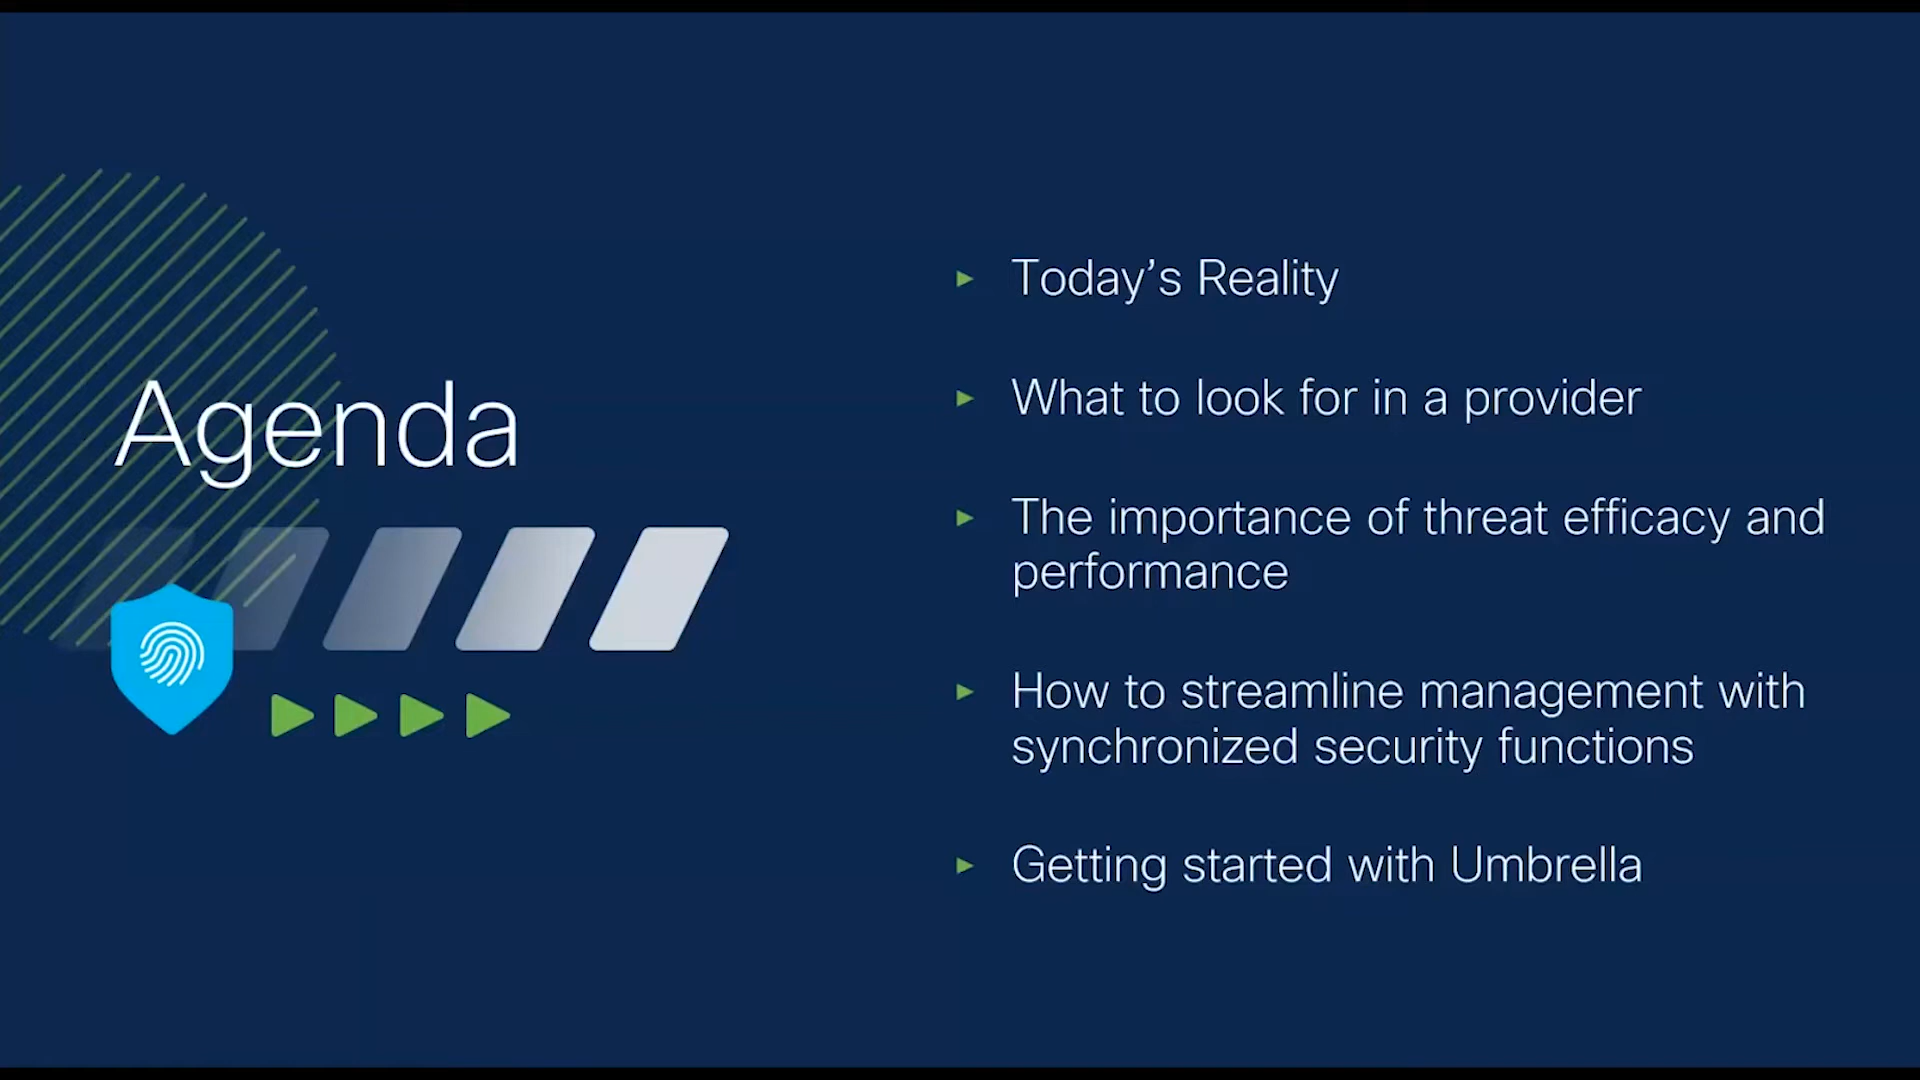 Agenda
Today’s Reality
What to look for in a provider
The importance of threat efficacy and
performance
How to streamline management with
synchronized security functions
Getting started with Umbrella